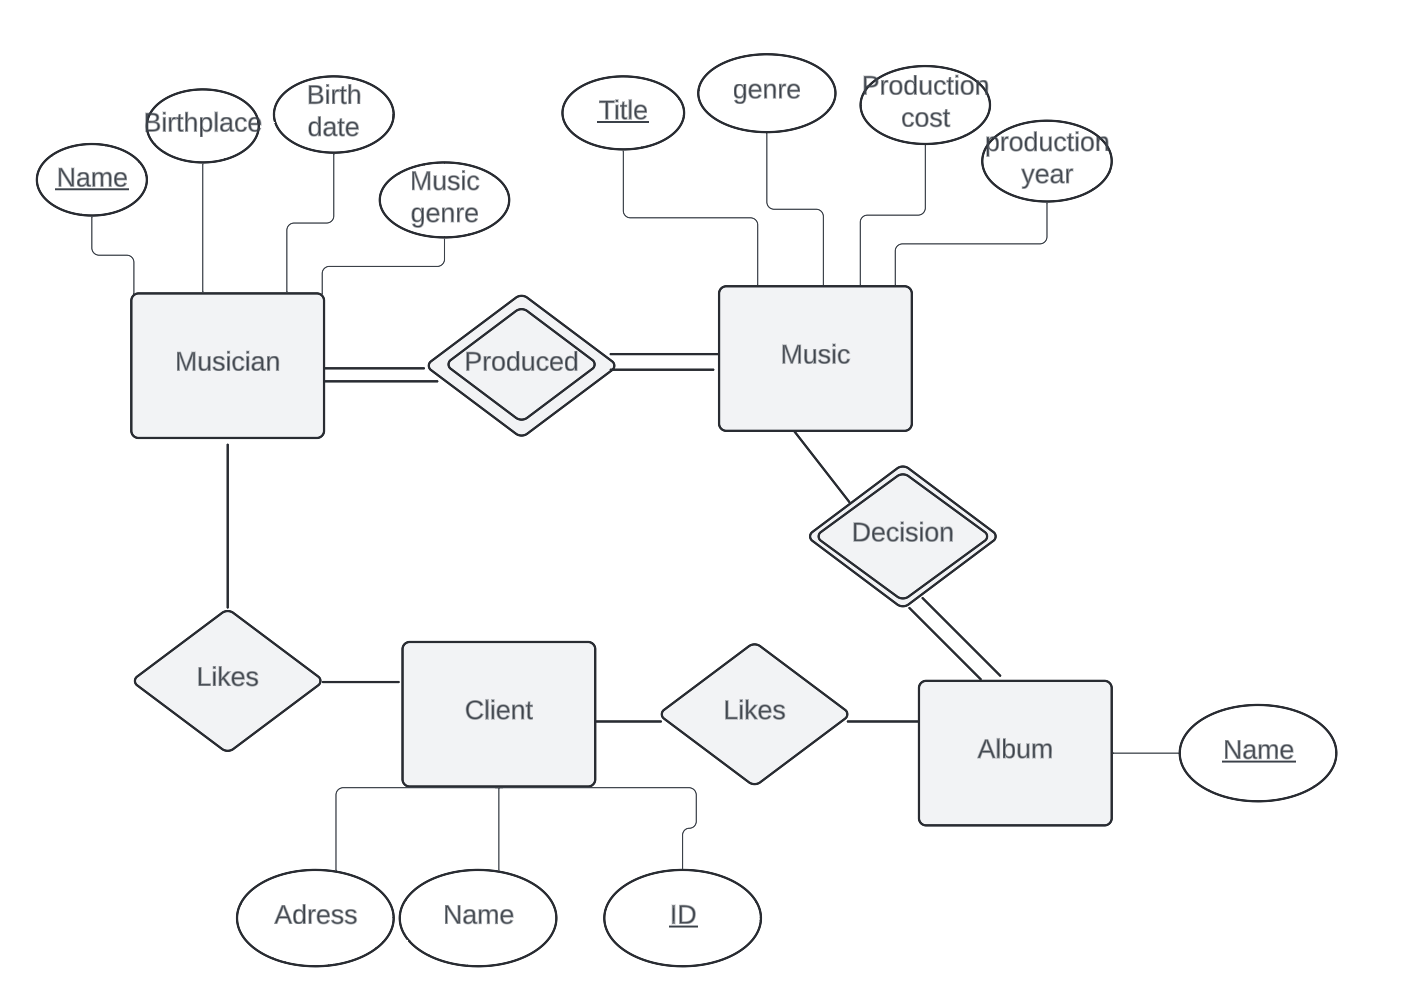 Name
Birthplace
Birth
date
Music
genre
Title
genre
Production
cost
production
year
Musician
Produced
Music
Decision
Likes
Client
Likes
Album
Name
Adress
Name
ID